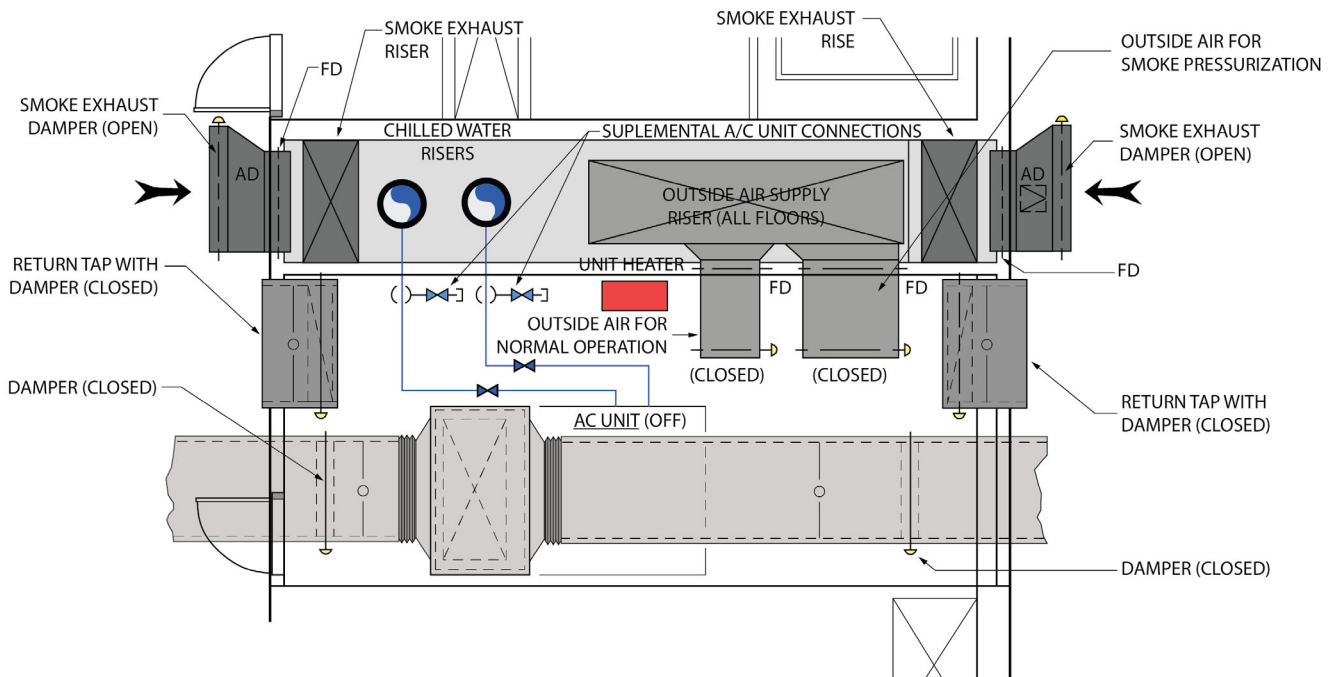 SMOKE EXHAUST
RISER
SMOKE EXHAUST
RISE
OUTSIDE AIR FOR
SMOKE PRESSURIZATION
FD
SMOKE EXHAUST
DAMPER (OPEN)
CHILLED WATER
RISERS
SUPLEMENTAL A/C UNIT CONNECTIONS
SMOKE EXHAUST
DAMPER (OPEN)
AD
AD
OUTSIDE AIR SUPPLY
RISER (ALL FLOORS)
RETURN TAP WITH
DAMPER (CLOSED)
UNIT HEATER
FD
FD
FD
OUTSIDE AIR FOR
NORMAL OPERATION
(CLOSED)
(CLOSED)
DAMPER (CLOSED)
AC UNIT (OFF)
RETURN TAP WITH
DAMPER (CLOSED)
DAMPER (CLOSED)